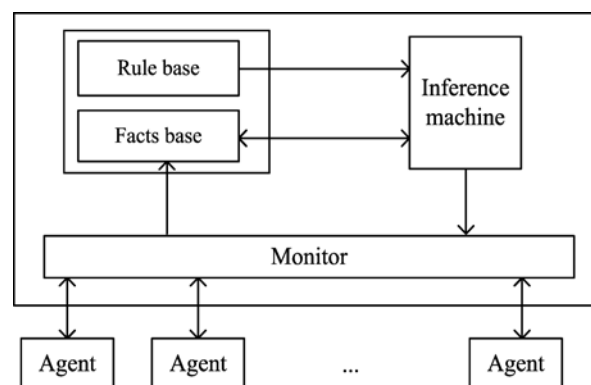 Rule base
Facts base
Inference
machine
Monitor
Agent
Agent
...
Agent